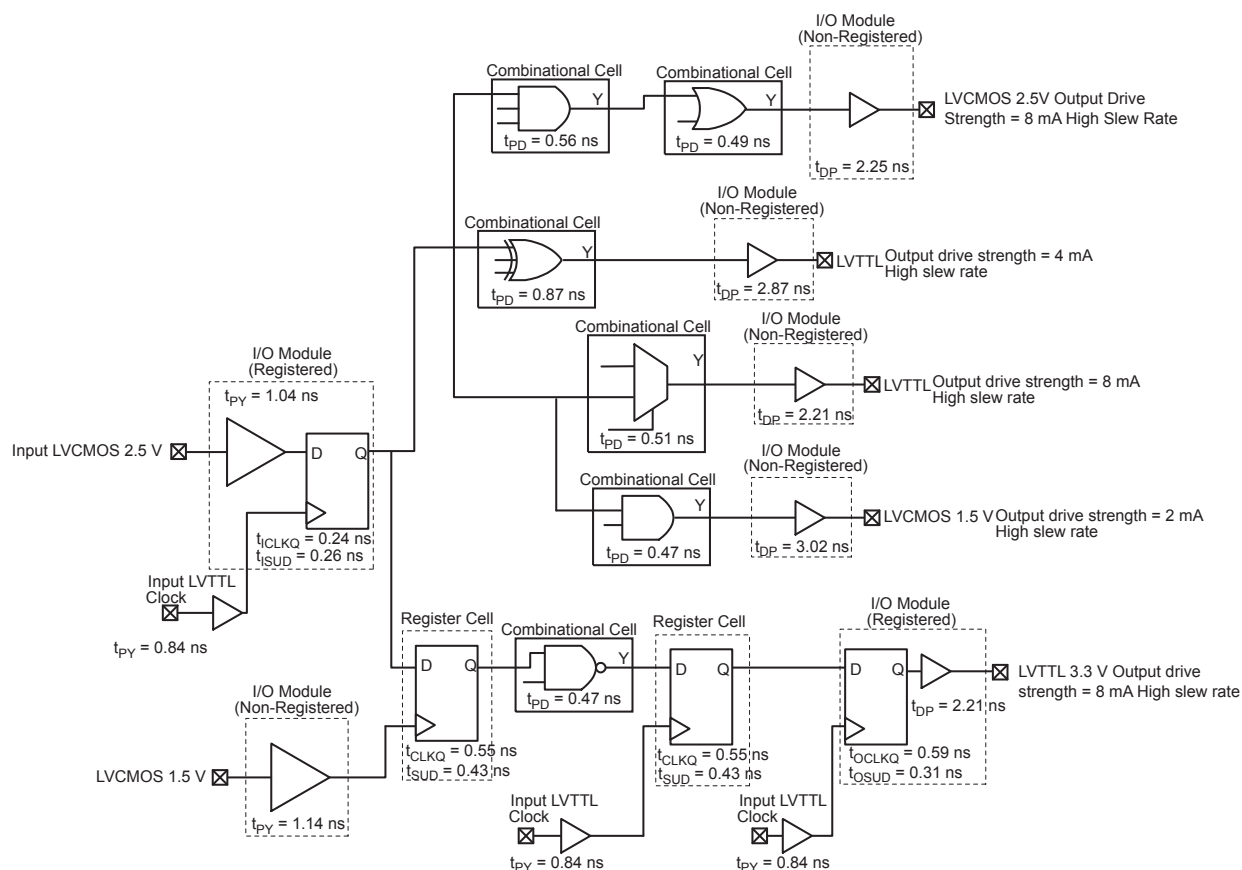 I/O Module
(Non-Registered)
Combinational Cell
Y
tPD = 0.56 ns
Combinational Cell
Y
tPD = 0.49 ns
tDP = 2.25 ns
LVCMOS 2.5V Output Drive
Strength = 8 mA High Slew Rate
I/O Module
(Non-Registered)
Combinational Cell
Y
tPD = 0.87 ns
tDP = 2.87 ns
LVTTL Output drive strength = 4 mA
High slew rate
I/O Module
(Non-Registered)
Combinational Cell
Y
tPD = 0.51 ns
tDP = 2.21 ns
LVTTL Output drive strength = 8 mA
High slew rate
I/O Module
(Registered)
tPY = 1.04 ns
Input LVCMOS 2.5 V
D
Q
tICLKQ = 0.24 ns
tISUD = 0.26 ns
Input LVTTL
Clock
tPY = 0.84 ns
I/O Module
(Non-Registered)
Combinational Cell
Y
tPD = 0.47 ns
tDP = 3.02 ns
LVCMOS 1.5 V Output drive strength = 2 mA
High slew rate
I/O Module
(Non-Registered)
LVCMOS 1.5 V
tPY = 1.14 ns
Register Cell
D
Q
tCLKQ = 0.55 ns
tSUD = 0.43 ns
Combinational Cell
Y
tPD = 0.47 ns
Register Cell
D
Q
tCLKQ = 0.55 ns
tSUD = 0.43 ns
Input LVTTL
Clock
tPY = 0.84 ns
I/O Module
(Registered)
D
Q
tDP = 2.21 ns
tOCLKQ = 0.59 ns
tOSUD = 0.31 ns
LVTTL 3.3 V Output drive
strength = 8 mA High slew rate
Input LVTTL
Clock
tPY = 0.84 ns